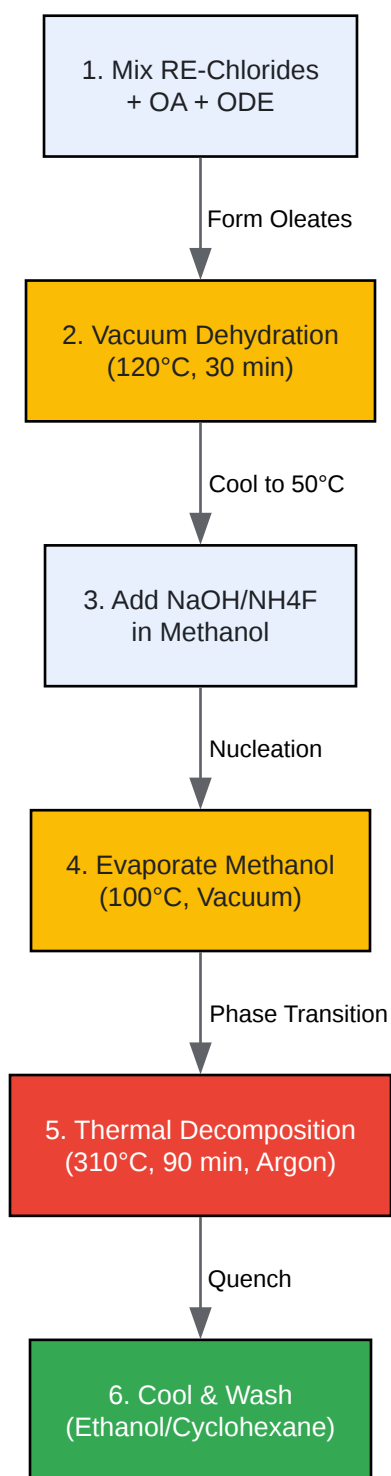 1. Mix RE-Chlorides
+ OA + ODE
Form Oleates
2. Vacuum Dehydration
(120°C, 30 min)
Cool to 50°C
3. Add NaOH/NH4F
in Methanol
Nucleation
4. Evaporate Methanol
(100°C, Vacuum)
Phase Transition
5. Thermal Decomposition
(310°C, 90 min, Argon)
Quench
6. Cool & Wash
(Ethanol/Cyclohexane)